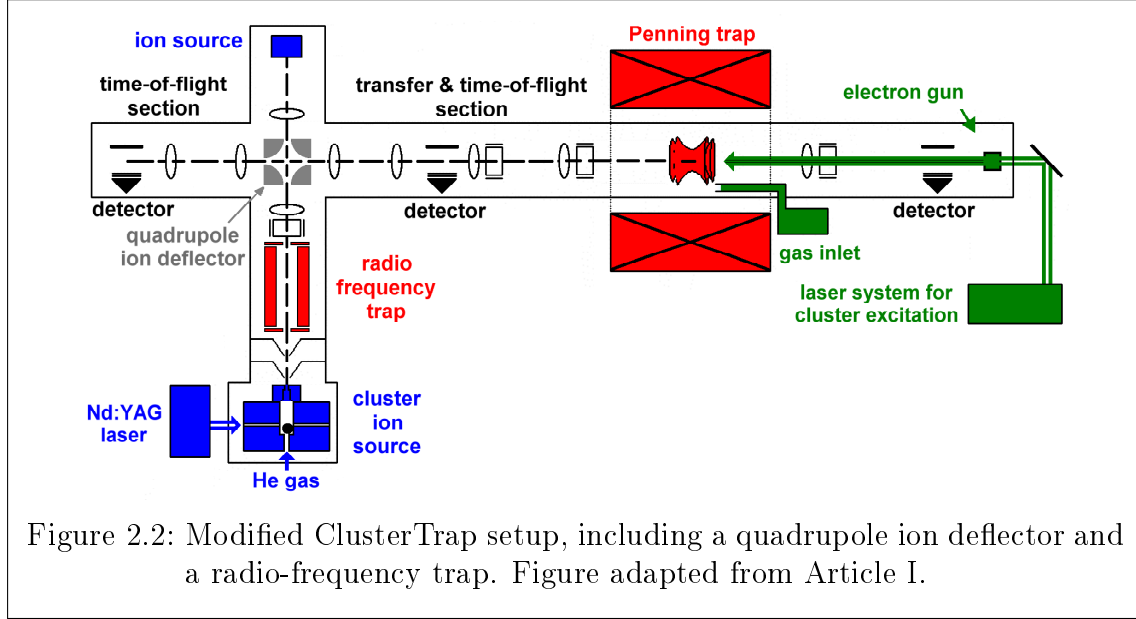 ion source
Penning trap
time-of-flight
section
transfer & time-of-flight
section
electron gun
detector
detector
detector
quadrupole
ion deflector
gas inlet
radio
frequency
trap
laser system for
cluster excitation
Nd:YAG
laser
cluster
ion
source
He gas
Figure 2.2: Modified ClusterTrap setup, including a quadrupole ion deflector and
a radio-frequency trap. Figure adapted from Article I.